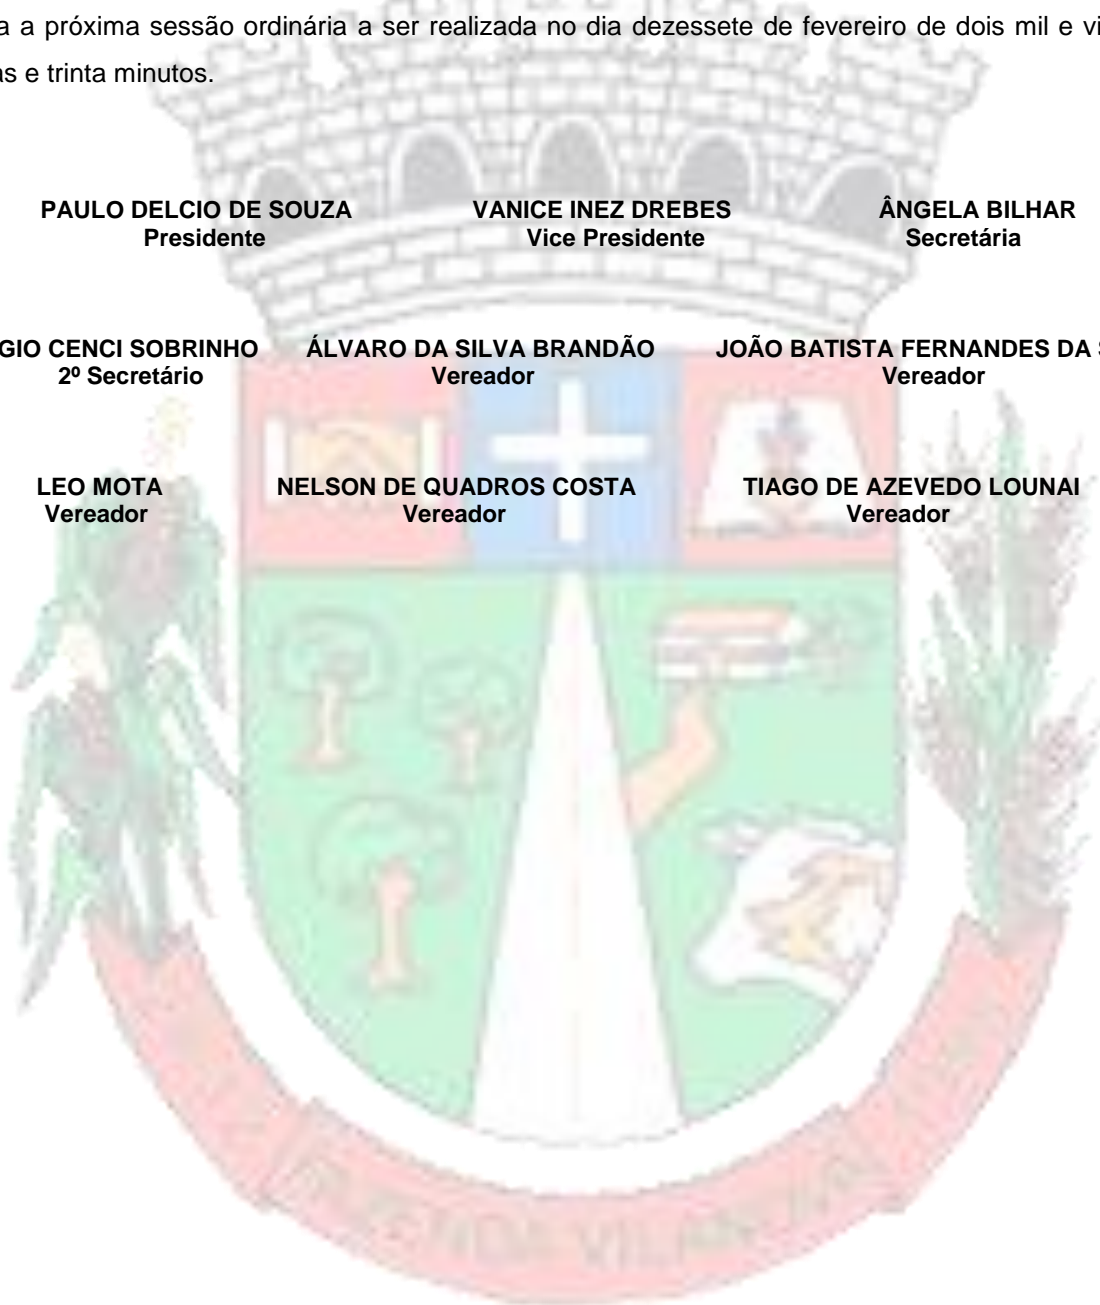 a a próxima sessão ordinária a ser realizada no dia dezessete de fevereiro de dois mil e vi
as e trinta minutos.
PAULO DELCIO DE SOUZA VANICE INEZ DREBES ÂNGELA BILHAR
Presidente Vice Presidente Secretária
GIO CENCI SOBRINHO ÁLVARO DA SILVA BRANDÃO JOÃO BATISTA FERNANDES DA S
2º Secretário Vereador Vereador
LEO MOTA NELSON DE QUADROS COSTA TIAGO DE AZEVEDO LOUNAI
Vereador Vereador Vereador
FAZENDA VILANOVA